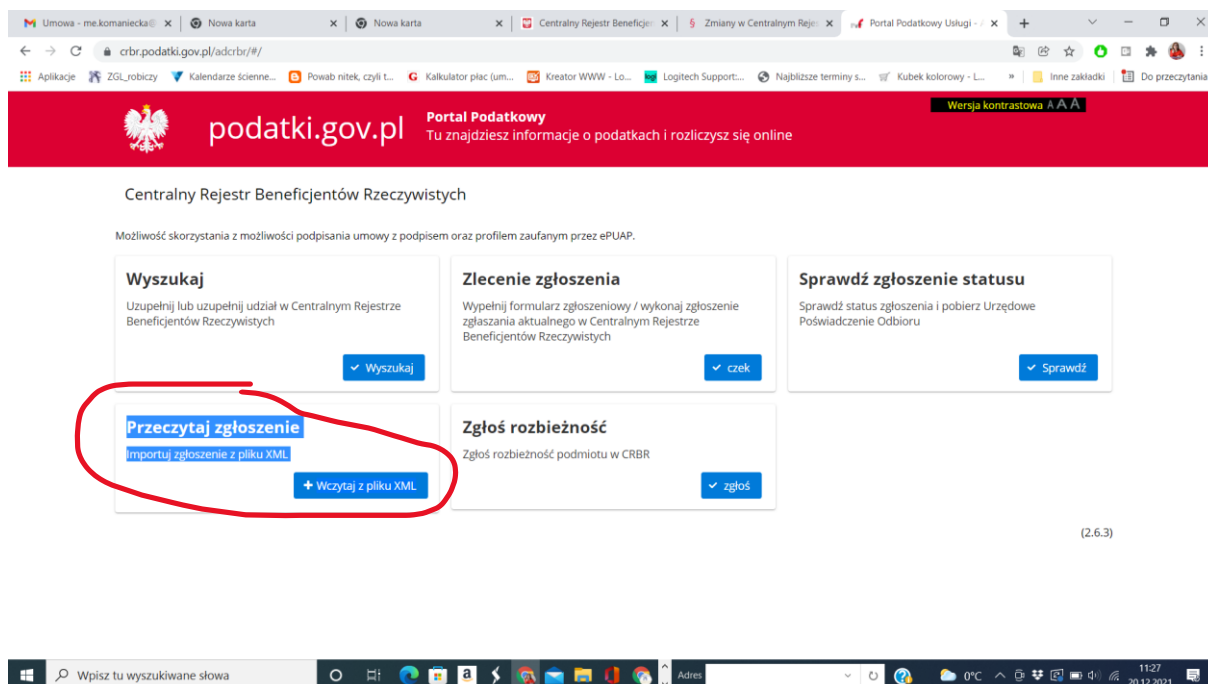 Umowa - me.komaniecka@
Nowa karta
Nowa karta
Centralny Rejestr Beneficjen
Zmiany w Centralnym Rejes
Portal Podatkowy Usługi - /
crbr.podatki.gov.pl/adcrbr/#/
Aplikacje
ZGL_robiczy
Kalendarze ścienne...
Powab nitek, czyli t...
Kalkulator płac (um...
Kreator WWW - Lo...
Logitech Support:...
Najbliższe terminy s...
Kubek kolorowy - L...
»
Inne zakładki
Do przeczytania
Wersja kontrastowa A A A
podatki.gov.pl
Portal Podatkowy
Tu znajdziesz informacje o podatkach i rozliczysz się online
Centralny Rejestr Beneficjentów Rzeczywistych
Możliwość skorzystania z możliwości podpisania umowy z podpisem oraz profilem zaufanym przez ePUAP.
Wyszukaj
Uzupełnij lub uzupełnij udział w Centralnym Rejestrze
Beneficjentów Rzeczywistych
Wyszukaj
Zlecenie zgłoszenia
Wypełnij formularz zgłoszeniowy / wykonaj zgłoszenie
zgłaszania aktualnego w Centralnym Rejestrze
Beneficjentów Rzeczywistych
czek
Sprawdź zgłoszenie statusu
Sprawdź status zgłoszenia i pobierz Urzędowe
Poświadczenie Odbioru
Sprawdź
Przeczytaj zgłoszenie
Importuj zgłoszenie z pliku XML
+ Wczytaj z pliku XML
Zgłoś rozbieżność
Zgłoś rozbieżność podmiotu w CRBR
zgłoś
(2.6.3)
Wpisz tu wyszukiwane słowa
Adres
0°C
11:27
20.12.2021